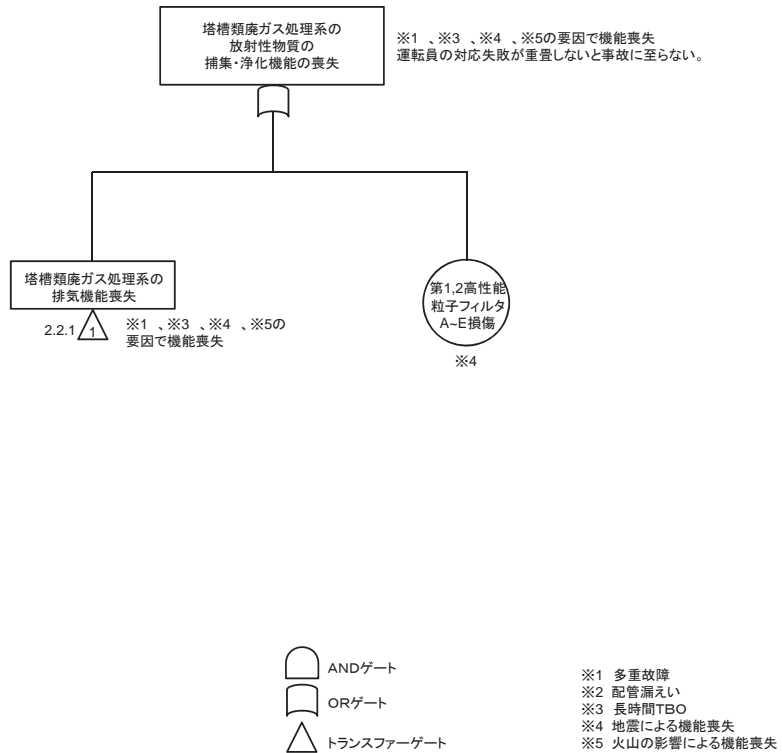 塔槽類廃ガス処理系の
放射性物質の
捕集・浄化機能の喪失
※1 、※3 、※4 、※5の要因で機能喪失
運転員の対応失敗が重畳しないと事故に至らない。
塔槽類廃ガス処理系の
排気機能喪失
2.2.1
1
※1 、※3 、※4 、※5の
要因で機能喪失
第1,2高性能
粒子フィルタ
A~E損傷
※4
ANDゲート
ORゲート
トランスファーゲート
※1 多重故障
※2 配管漏えい
※3 長時間TBO
※4 地震による機能喪失
※5 火山の影響による機能喪失